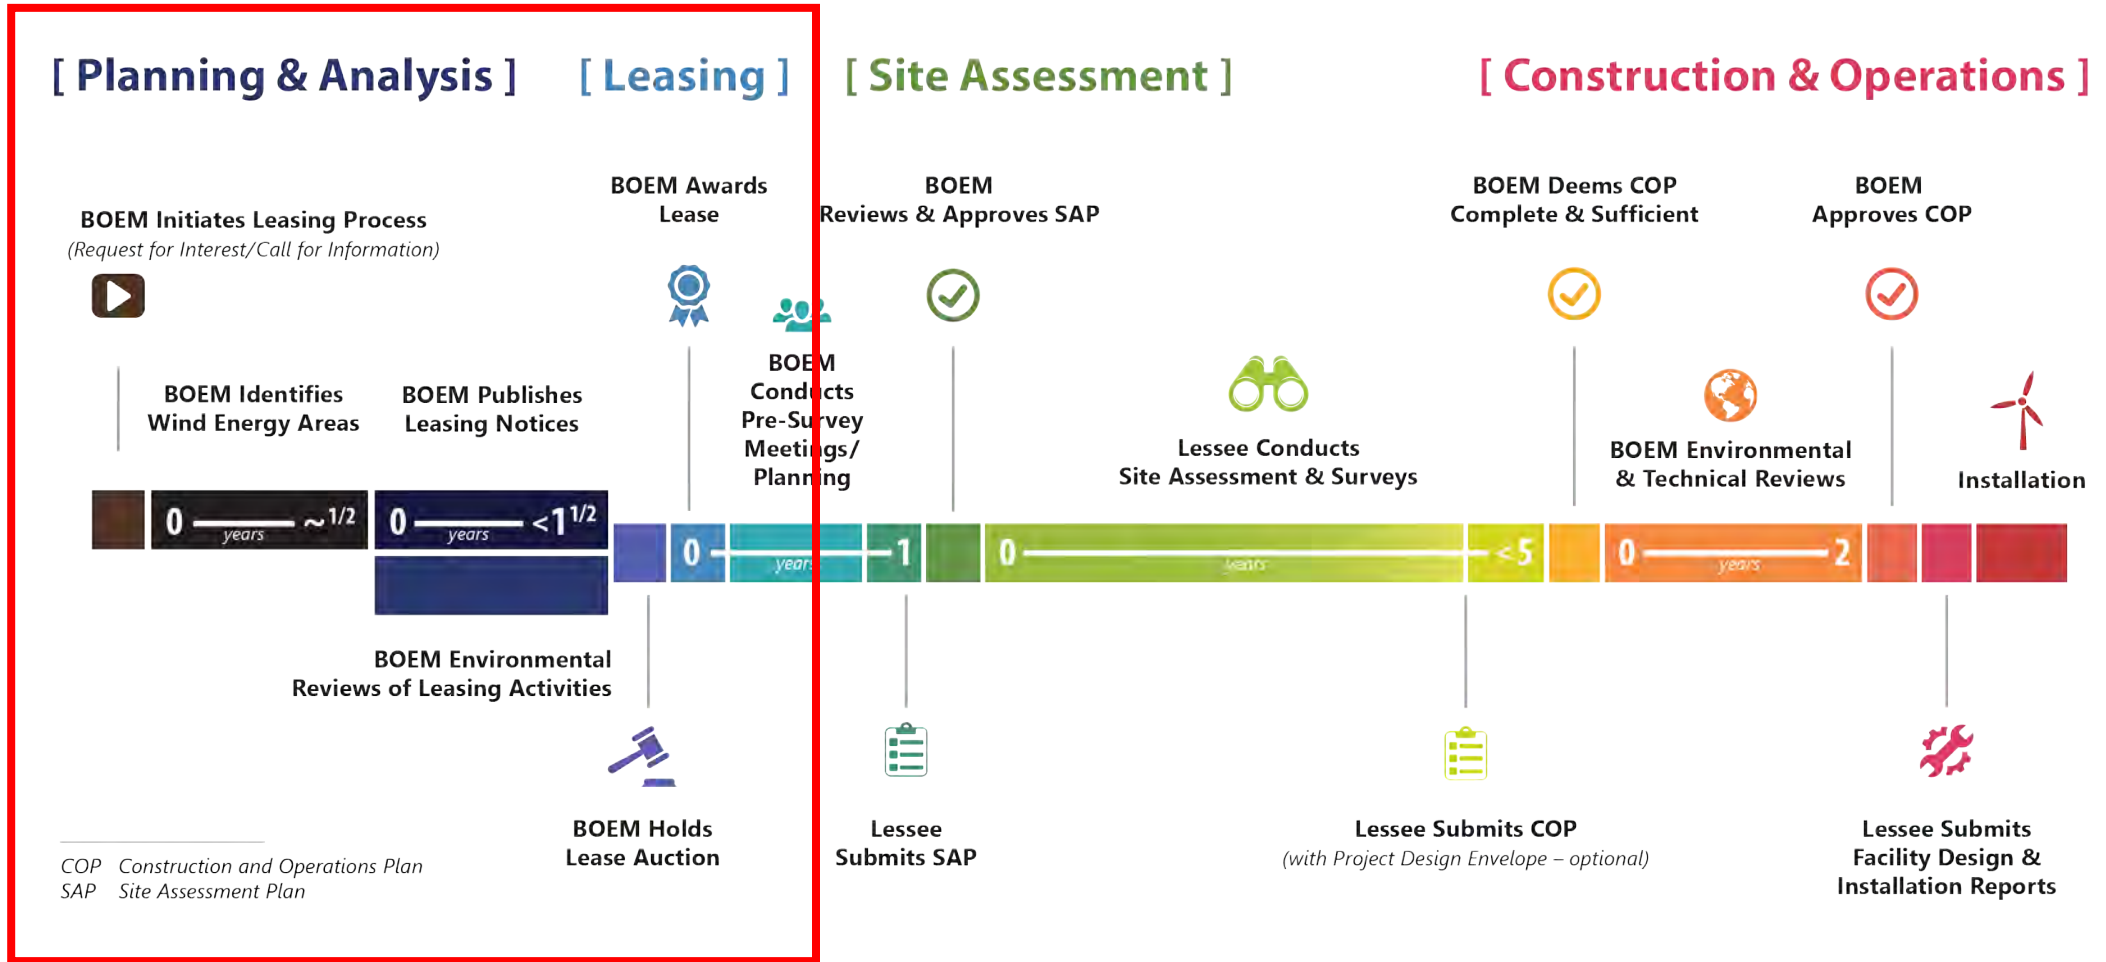 [ Planning & Analysis ]
[ Leasing ]
[ Site Assessment ]
[ Construction & Operations ]
BOEM Initiates Leasing Process
(Request for Interest/Call for Information)
BOEM Identifies
Wind Energy Areas
BOEM Publishes
Leasing Notices
BOEM Awards
Lease
BOEM
Conducts
Pre-Survey
Meetings/
Planning
BOEM
Reviews & Approves SAP
Lessee Conducts
Site Assessment & Surveys
BOEM Deems COP
Complete & Sufficient
BOEM Environmental
& Technical Reviews
BOEM
Approves COP
Installation
0 years ~1/2
0 years <1 1/2
0 years 1
0 years <5
0 years 2
BOEM Environmental
Reviews of Leasing Activities
BOEM Holds
Lease Auction
Lessee
Submits SAP
Lessee Submits COP
(with Project Design Envelope – optional)
Lessee Submits
Facility Design &
Installation Reports
COP Construction and Operations Plan
SAP Site Assessment Plan